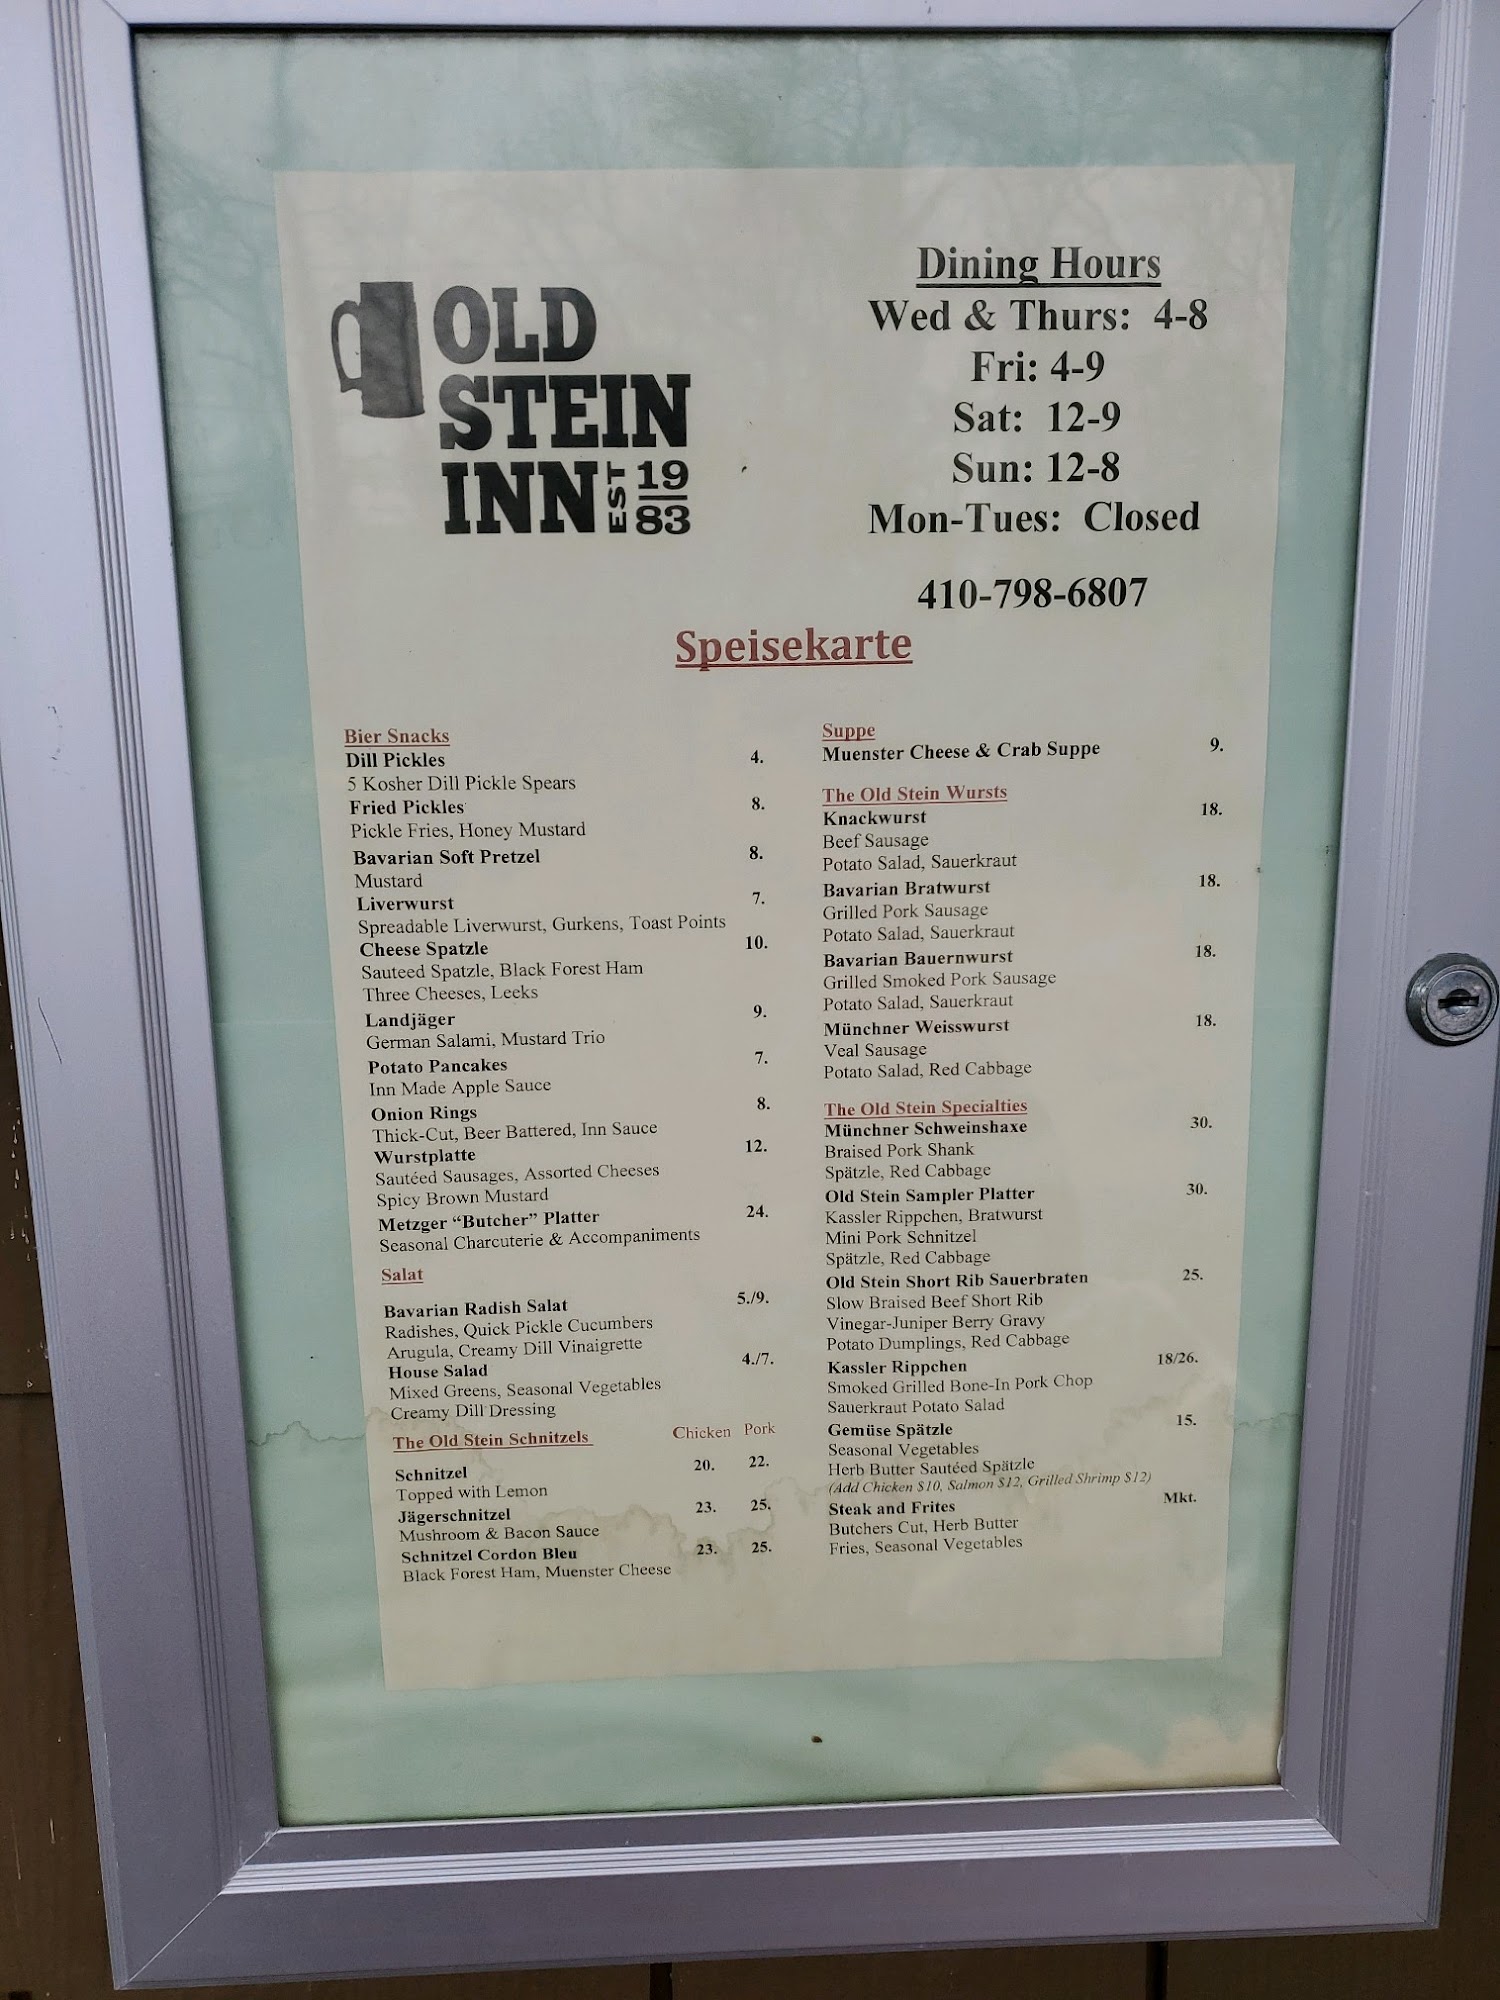 OLD
STEIN
INN EST 19 83
Dining Hours
Wed & Thurs: 4-8
Fri: 4-9
Sat: 12-9
Sun: 12-8
Mon-Tues: Closed
410-798-6807
Speisekarte
Bier Snacks
Dill Pickles 4.
5 Kosher Dill Pickle Spears
Fried Pickles 8.
Pickle Fries, Honey Mustard
Bavarian Soft Pretzel 8.
Mustard
Liverwurst 7.
Spreadable Liverwurst, Gurkens, Toast Points
Cheese Spatzle 10.
Sauteed Spatzle, Black Forest Ham
Three Cheeses, Leeks
Landjäger 9.
German Salami, Mustard Trio
Potato Pancakes 7.
Inn Made Apple Sauce
Onion Rings 8.
Thick-Cut, Beer Battered, Inn Sauce
Wurstplatte 12.
Sautéed Sausages, Assorted Cheeses
Spicy Brown Mustard
Metzger “Butcher” Platter 24.
Seasonal Charcuterie & Accompaniments
Salat
Bavarian Radish Salat 5./9.
Radishes, Quick Pickle Cucumbers
Arugula, Creamy Dill Vinaigrette
House Salad 4./7.
Mixed Greens, Seasonal Vegetables
Creamy Dill Dressing
The Old Stein Schnitzels Chicken Pork
Schnitzel 20. 22.
Topped with Lemon
Jägerschnitzel 23. 25.
Mushroom & Bacon Sauce
Schnitzel Cordon Bleu 23. 25.
Black Forest Ham, Muenster Cheese
Suppe
Muenster Cheese & Crab Suppe 9.
The Old Stein Wursts
Knackwurst 18.
Beef Sausage
Potato Salad, Sauerkraut
Bavarian Bratwurst 18.
Grilled Pork Sausage
Potato Salad, Sauerkraut
Bavarian Bauernwurst 18.
Grilled Smoked Pork Sausage
Potato Salad, Sauerkraut
Münchner Weisswurst 18.
Veal Sausage
Potato Salad, Red Cabbage
The Old Stein Specialties
Münchner Schweinshaxe 30.
Braised Pork Shank
Spätzle, Red Cabbage
Old Stein Sampler Platter 30.
Kassler Rippchen, Bratwurst
Mini Pork Schnitzel
Spätzle, Red Cabbage
Old Stein Short Rib Sauerbraten 25.
Slow Braised Beef Short Rib
Vinegar-Juniper Berry Gravy
Potato Dumplings, Red Cabbage
Kassler Rippchen 18/26.
Smoked Grilled Bone-In Pork Chop
Sauerkraut Potato Salad
Gemüse Spätzle 15.
Seasonal Vegetables
Herb Butter Sautéed Spätzle
(Add Chicken $10, Salmon $12, Grilled Shrimp $12)
Steak and Frites Mkt.
Butchers Cut, Herb Butter
Fries, Seasonal Vegetables